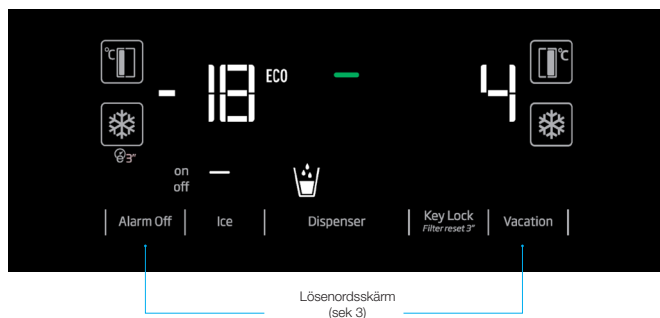 °C
°C
- 18 ECO
4
3"
on
off
Alarm Off
Ice
Dispenser
Key Lock
Filter reset 3"
Vacation
Lösenordsskärm
(sek 3)